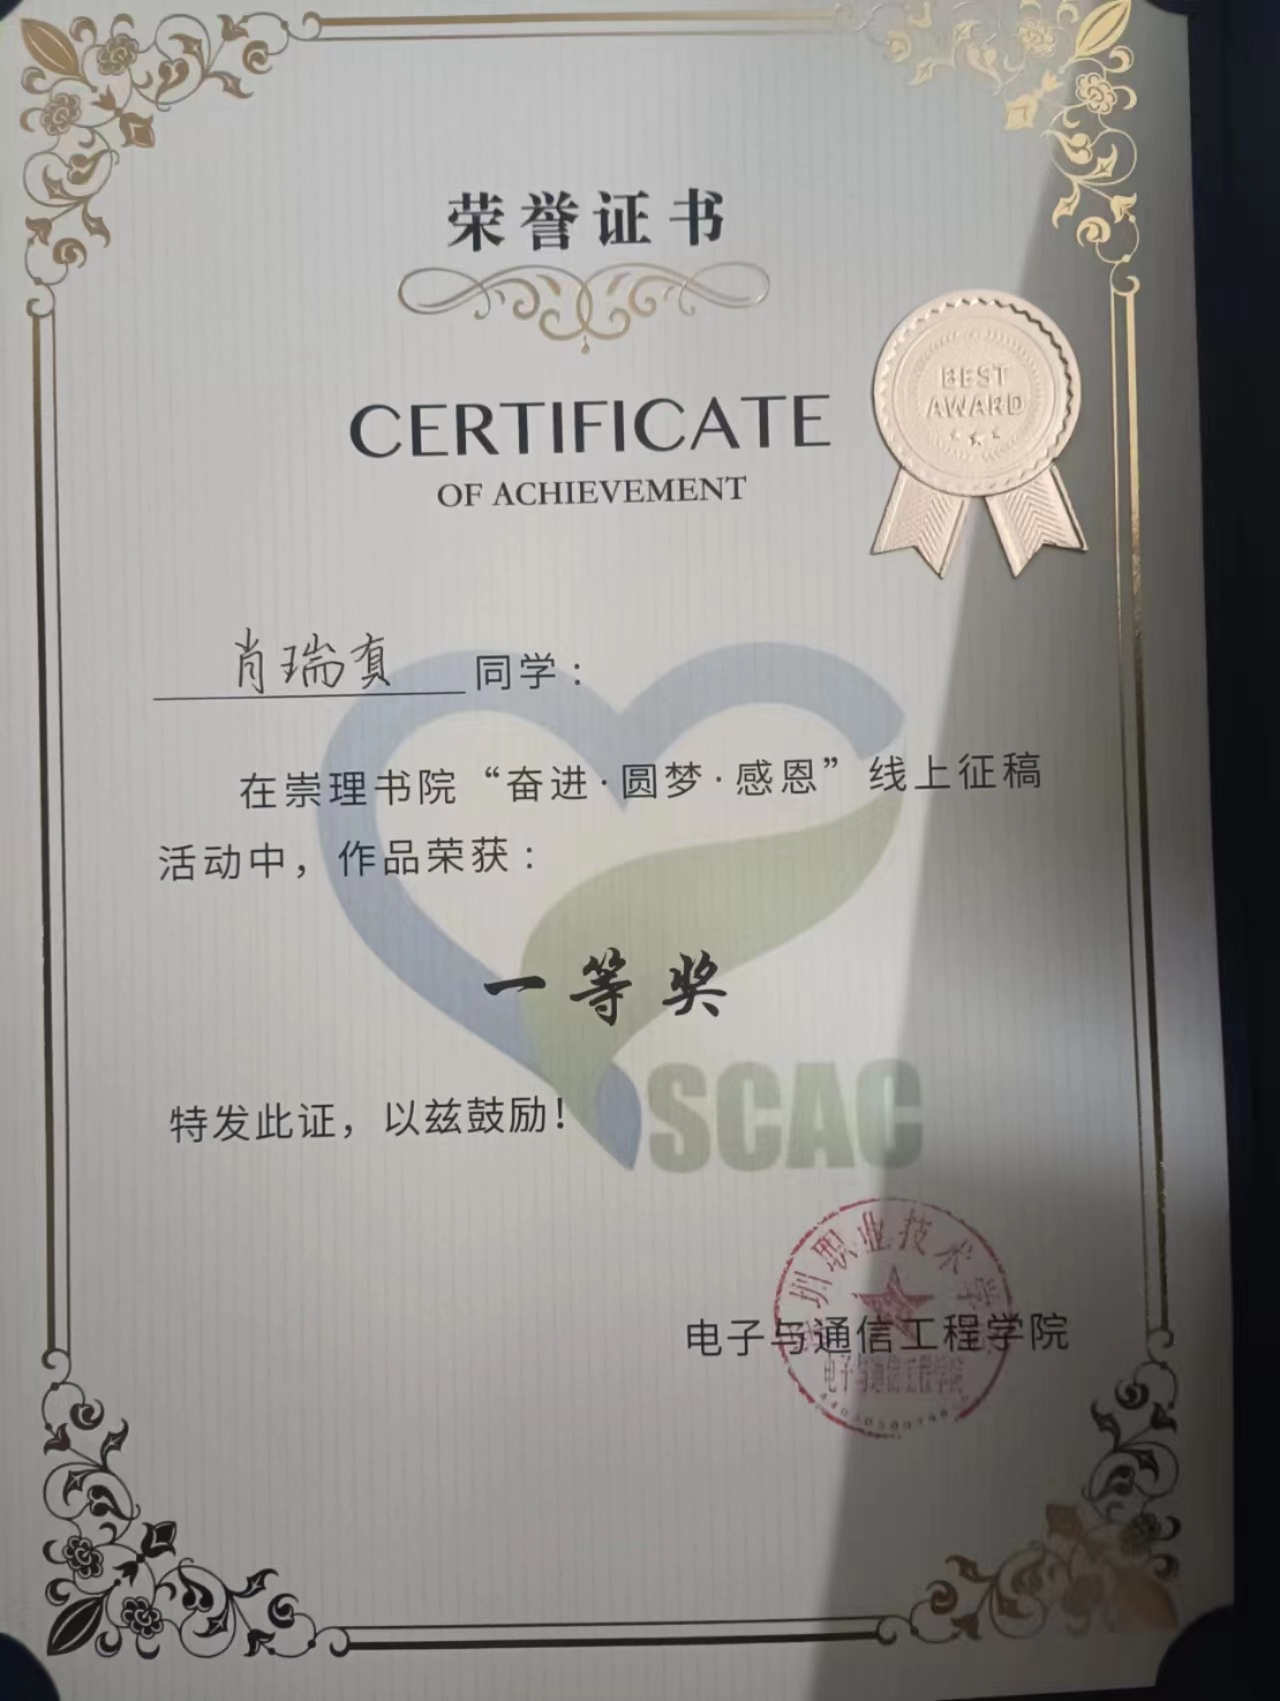 荣誉证书
CERTIFICATE
OF ACHIEVEMENT
BEST
AWARD
肖瑞真 同学：
在崇理书院“奋进·圆梦·感恩”线上征稿
活动中，作品荣获：
一等奖
SCAC
特发此证，以兹鼓励！
圳职业技术学
电子与通信工程学院
电子与通信工程学院